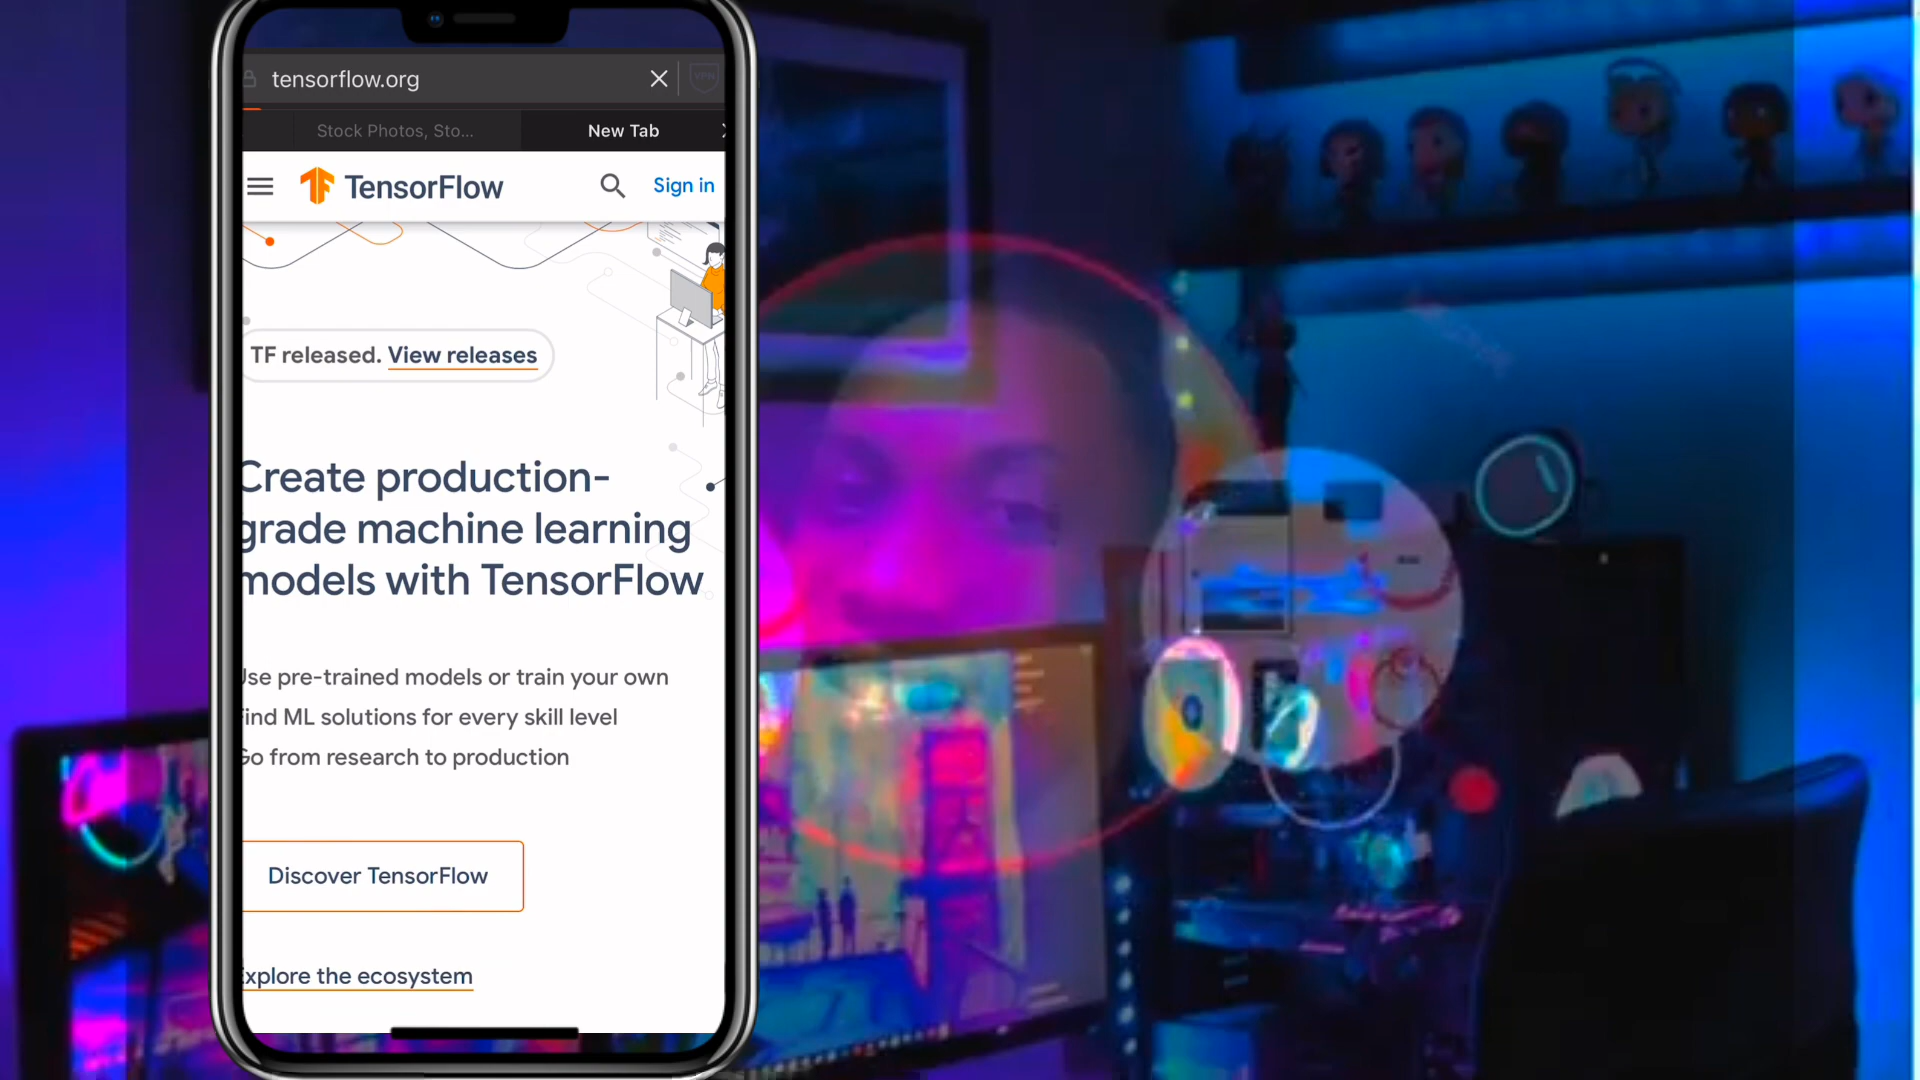 tensorflow.org
VPN
Stock Photos, Sto...
New Tab
TensorFlow
Sign in
TF released. View releases
Create production-
grade machine learning
models with TensorFlow
Use pre-trained models or train your own
Find ML solutions for every skill level
Go from research to production
Discover TensorFlow
Explore the ecosystem